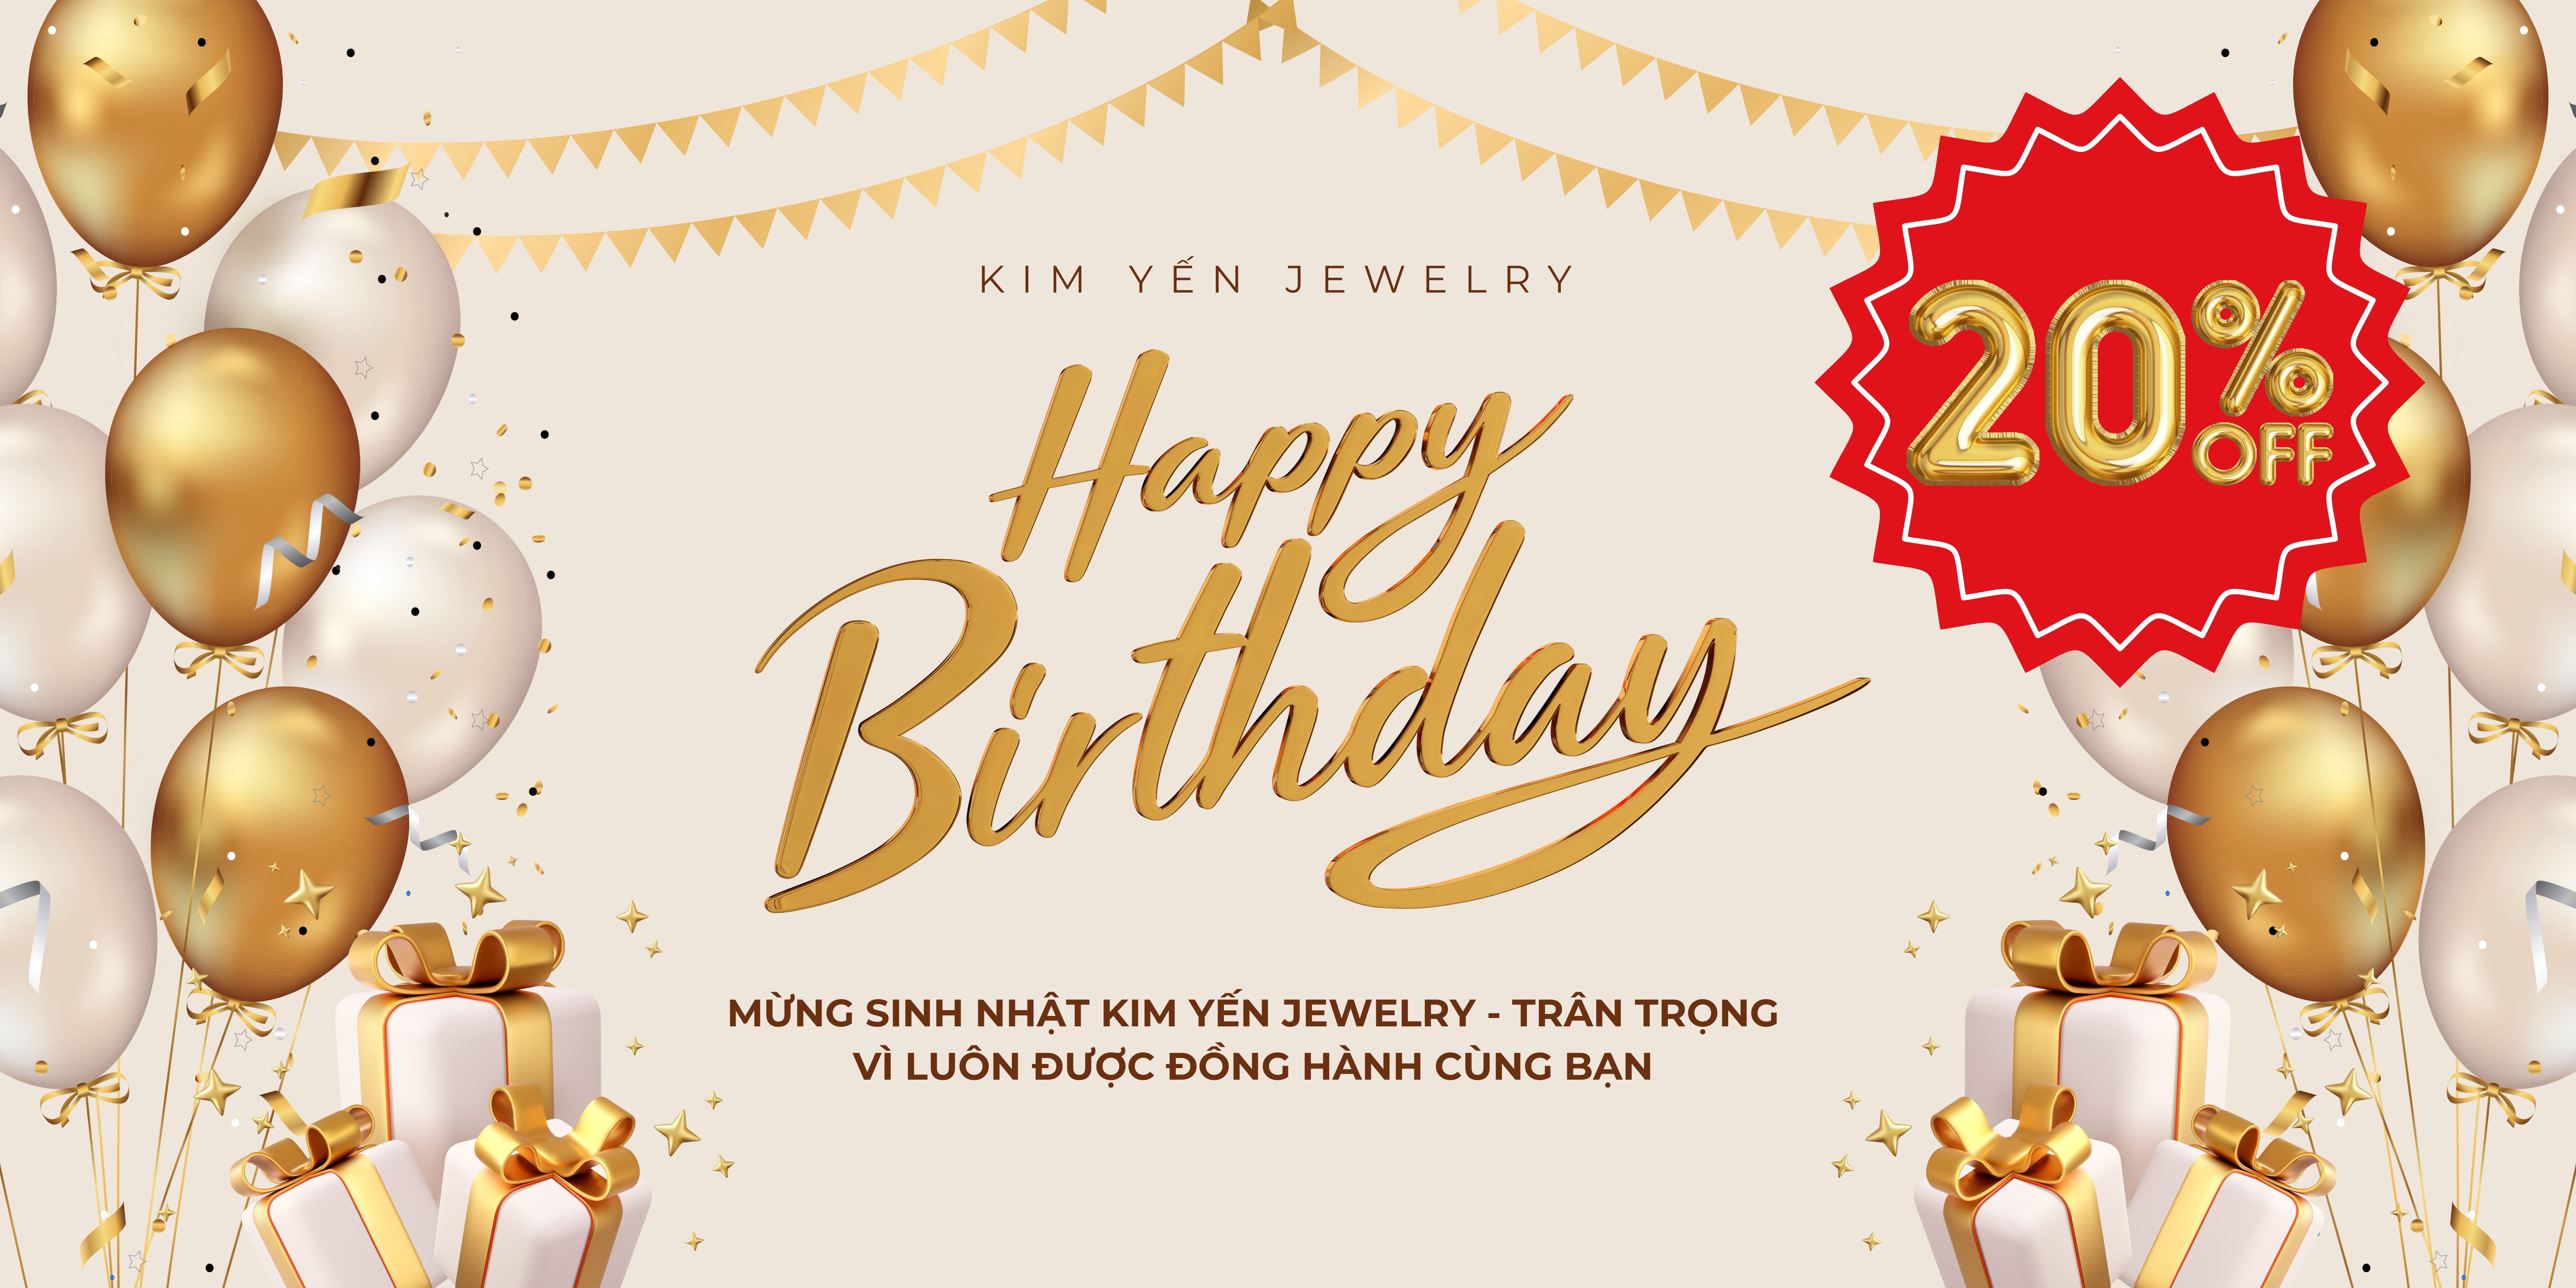 KIM YẾN JEWELRY
Happy
Birthday
20%
OFF
MỪNG SINH NHẬT KIM YẾN JEWELRY - TRÂN TRỌNG
VÌ LUÔN ĐƯỢC ĐỒNG HÀNH CÙNG BẠN